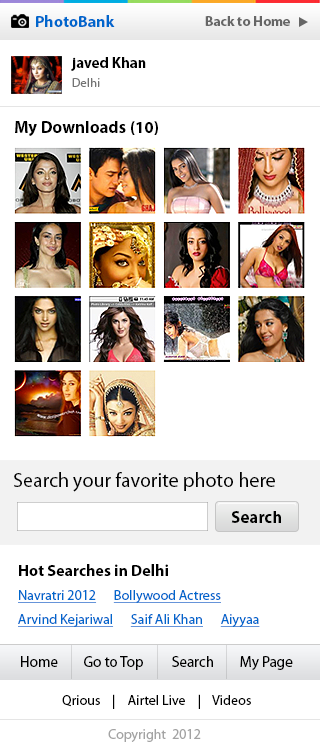 PhotoBank
Back to Home
Javed Khan
Delhi
My Downloads (10)
Bollywood
Search your favorite photo here
Search
Hot Searches in Delhi
Navratri 2012 Bollywood Actress
Arvind Kejariwal Saif Ali Khan Aiyyaa
Home Go to Top Search My Page
Qrious | Airtel Live | Videos
Copyright 2012